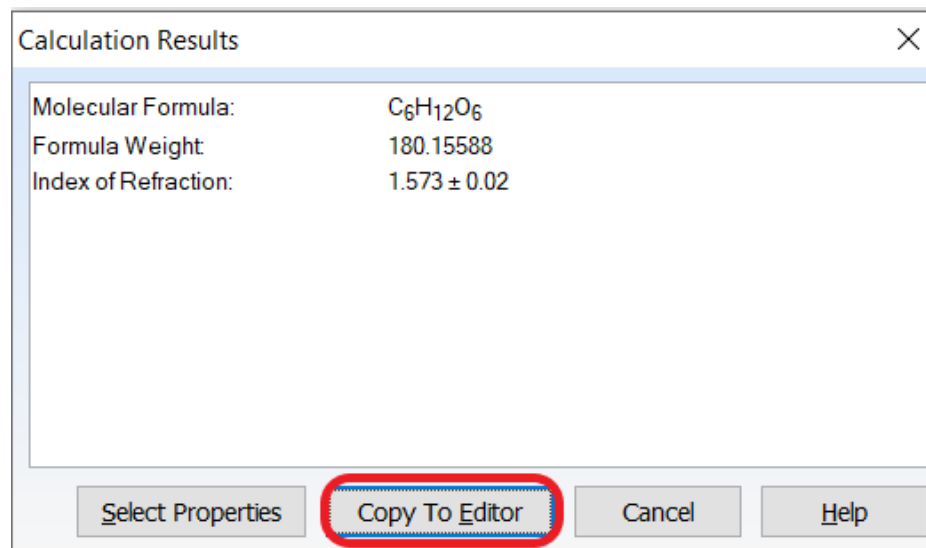 Calculation Results
Molecular Formula: C₆H₁₂O₆
Formula Weight: 180.15588
Index of Refraction: 1.573 ± 0.02
Select Properties Copy To Editor Cancel Help